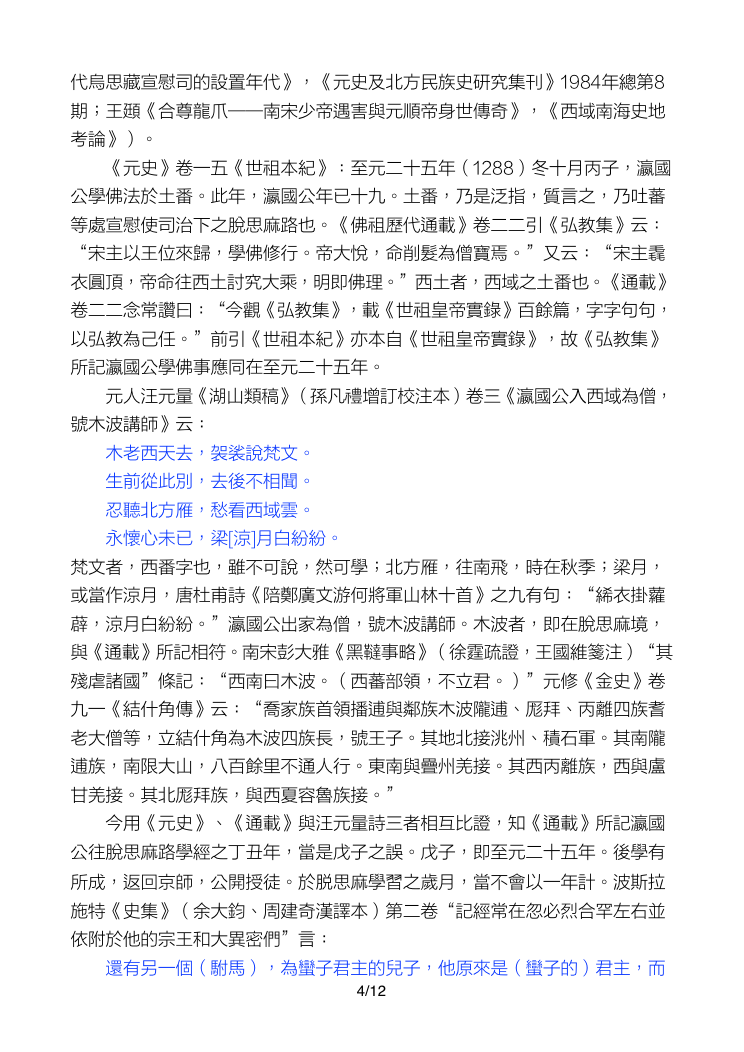 代烏思藏宣慰司的設置年代》，《元史及北方民族史研究集刊》1984年總第8
期；王頲《合尊龍爪——南宋少帝遇害與元順帝身世傳奇》，《西域南海史地
考論》）。
《元史》卷一五《世祖本紀》：至元二十五年（1288）冬十月丙子，瀛國
公學佛法於土番。此年，瀛國公年已十九。土番，乃是泛指，質言之，乃吐蕃
等處宣慰使司治下之脫思麻路也。《佛祖歷代通載》卷二二引《弘教集》云：
“宋主以王位來歸，學佛修行。帝大悅，命削髮為僧寶焉。”又云：“宋主毳
衣圓頂，帝命往西土討究大乘，明即佛理。”西土者，西域之土番也。《通載》
卷二二念常讚曰：“今觀《弘教集》，載《世祖皇帝實錄》百餘篇，字字句句，
以弘教為己任。”前引《世祖本紀》亦本自《世祖皇帝實錄》，故《弘教集》
所記瀛國公學佛事應同在至元二十五年。
元人汪元量《湖山類稿》（孫凡禮增訂校注本）卷三《瀛國公入西域為僧，
號木波講師》云：
木老西天去，袈裟說梵文。
生前從此別，去後不相聞。
忍聽北方雁，愁看西域雲。
永懷心未已，梁[涼]月白紛紛。
梵文者，西番字也，雖不可說，然可學；北方雁，往南飛，時在秋季；梁月，
或當作涼月，唐杜甫詩《陪鄭廣文游何將軍山林十首》之九有句：“絺衣掛蘿
薜，涼月白紛紛。”瀛國公出家為僧，號木波講師。木波者，即在脫思麻境，
與《通載》所記相符。南宋彭大雅《黑韃事略》（徐霆疏證，王國維箋注）“其
殘虐諸國”條記：“西南曰木波。（西蕃部領，不立君。）”元修《金史》卷
九一《結什角傳》云：“喬家族首領播逋與鄰族木波隴逋、厖拜、丙離四族耆
老大僧等，立結什角為木波四族長，號王子。其地北接洮州、積石軍。其南隴
逋族，南限大山，八百餘里不通人行。東南與疊州羌接。其西丙離族，西與盧
甘羌接。其北厖拜族，與西夏容魯族接。”
今用《元史》、《通載》與汪元量詩三者相互比證，知《通載》所記瀛國
公往脫思麻路學經之丁丑年，當是戊子之誤。戊子，即至元二十五年。後學有
所成，返回京師，公開授徒。於脫思麻學習之歲月，當不會以一年計。波斯拉
施特《史集》（余大鈞、周建奇漢譯本）第二卷“記經常在忽必烈合罕左右並
依附於他的宗王和大異密們”言：
還有另一個（駙馬），為蠻子君主的兒子，他原來是（蠻子的）君主，而
4/12